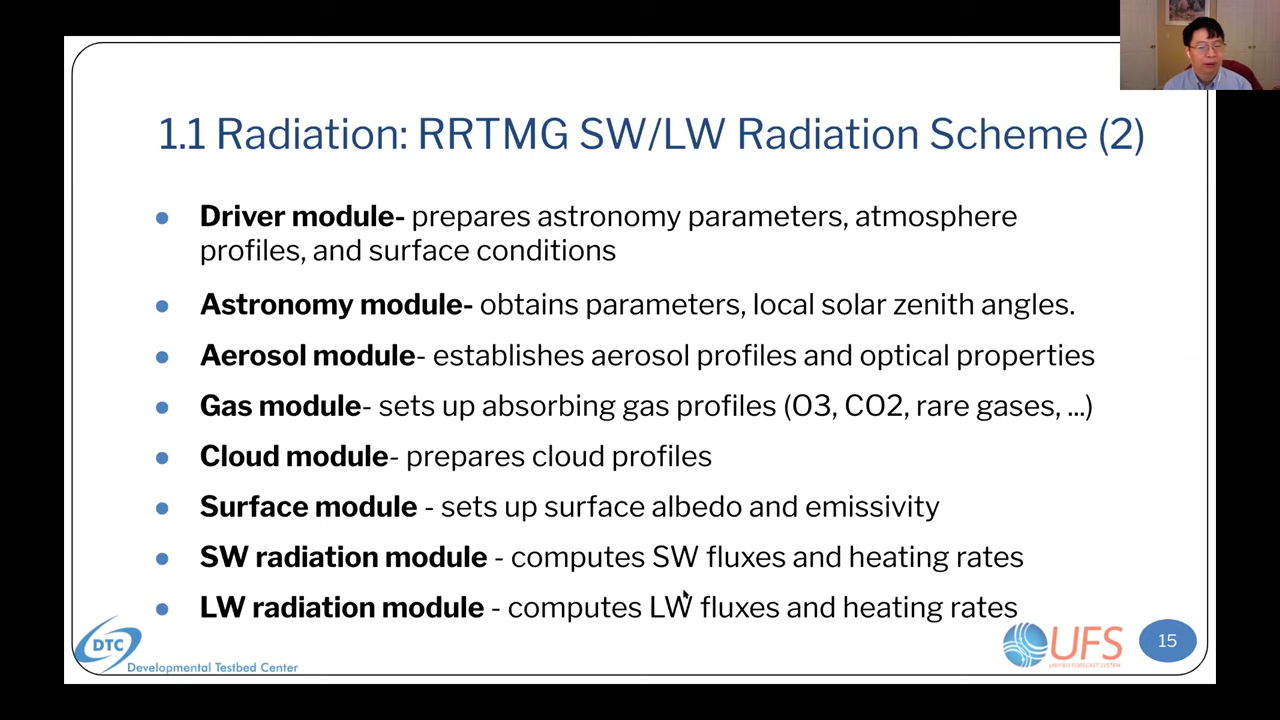 1.1 Radiation: RRTMG SW/LW Radiation Scheme (2)
● Driver module- prepares astronomy parameters, atmosphere
profiles, and surface conditions
● Astronomy module- obtains parameters, local solar zenith angles.
● Aerosol module- establishes aerosol profiles and optical properties
● Gas module- sets up absorbing gas profiles (O3, CO2, rare gases, ...)
● Cloud module- prepares cloud profiles
● Surface module - sets up surface albedo and emissivity
● SW radiation module - computes SW fluxes and heating rates
● LW radiation module - computes LW fluxes and heating rates
DTC
Developmental Testbed Center
UFS
UNIFIED FORECAST SYSTEM
15